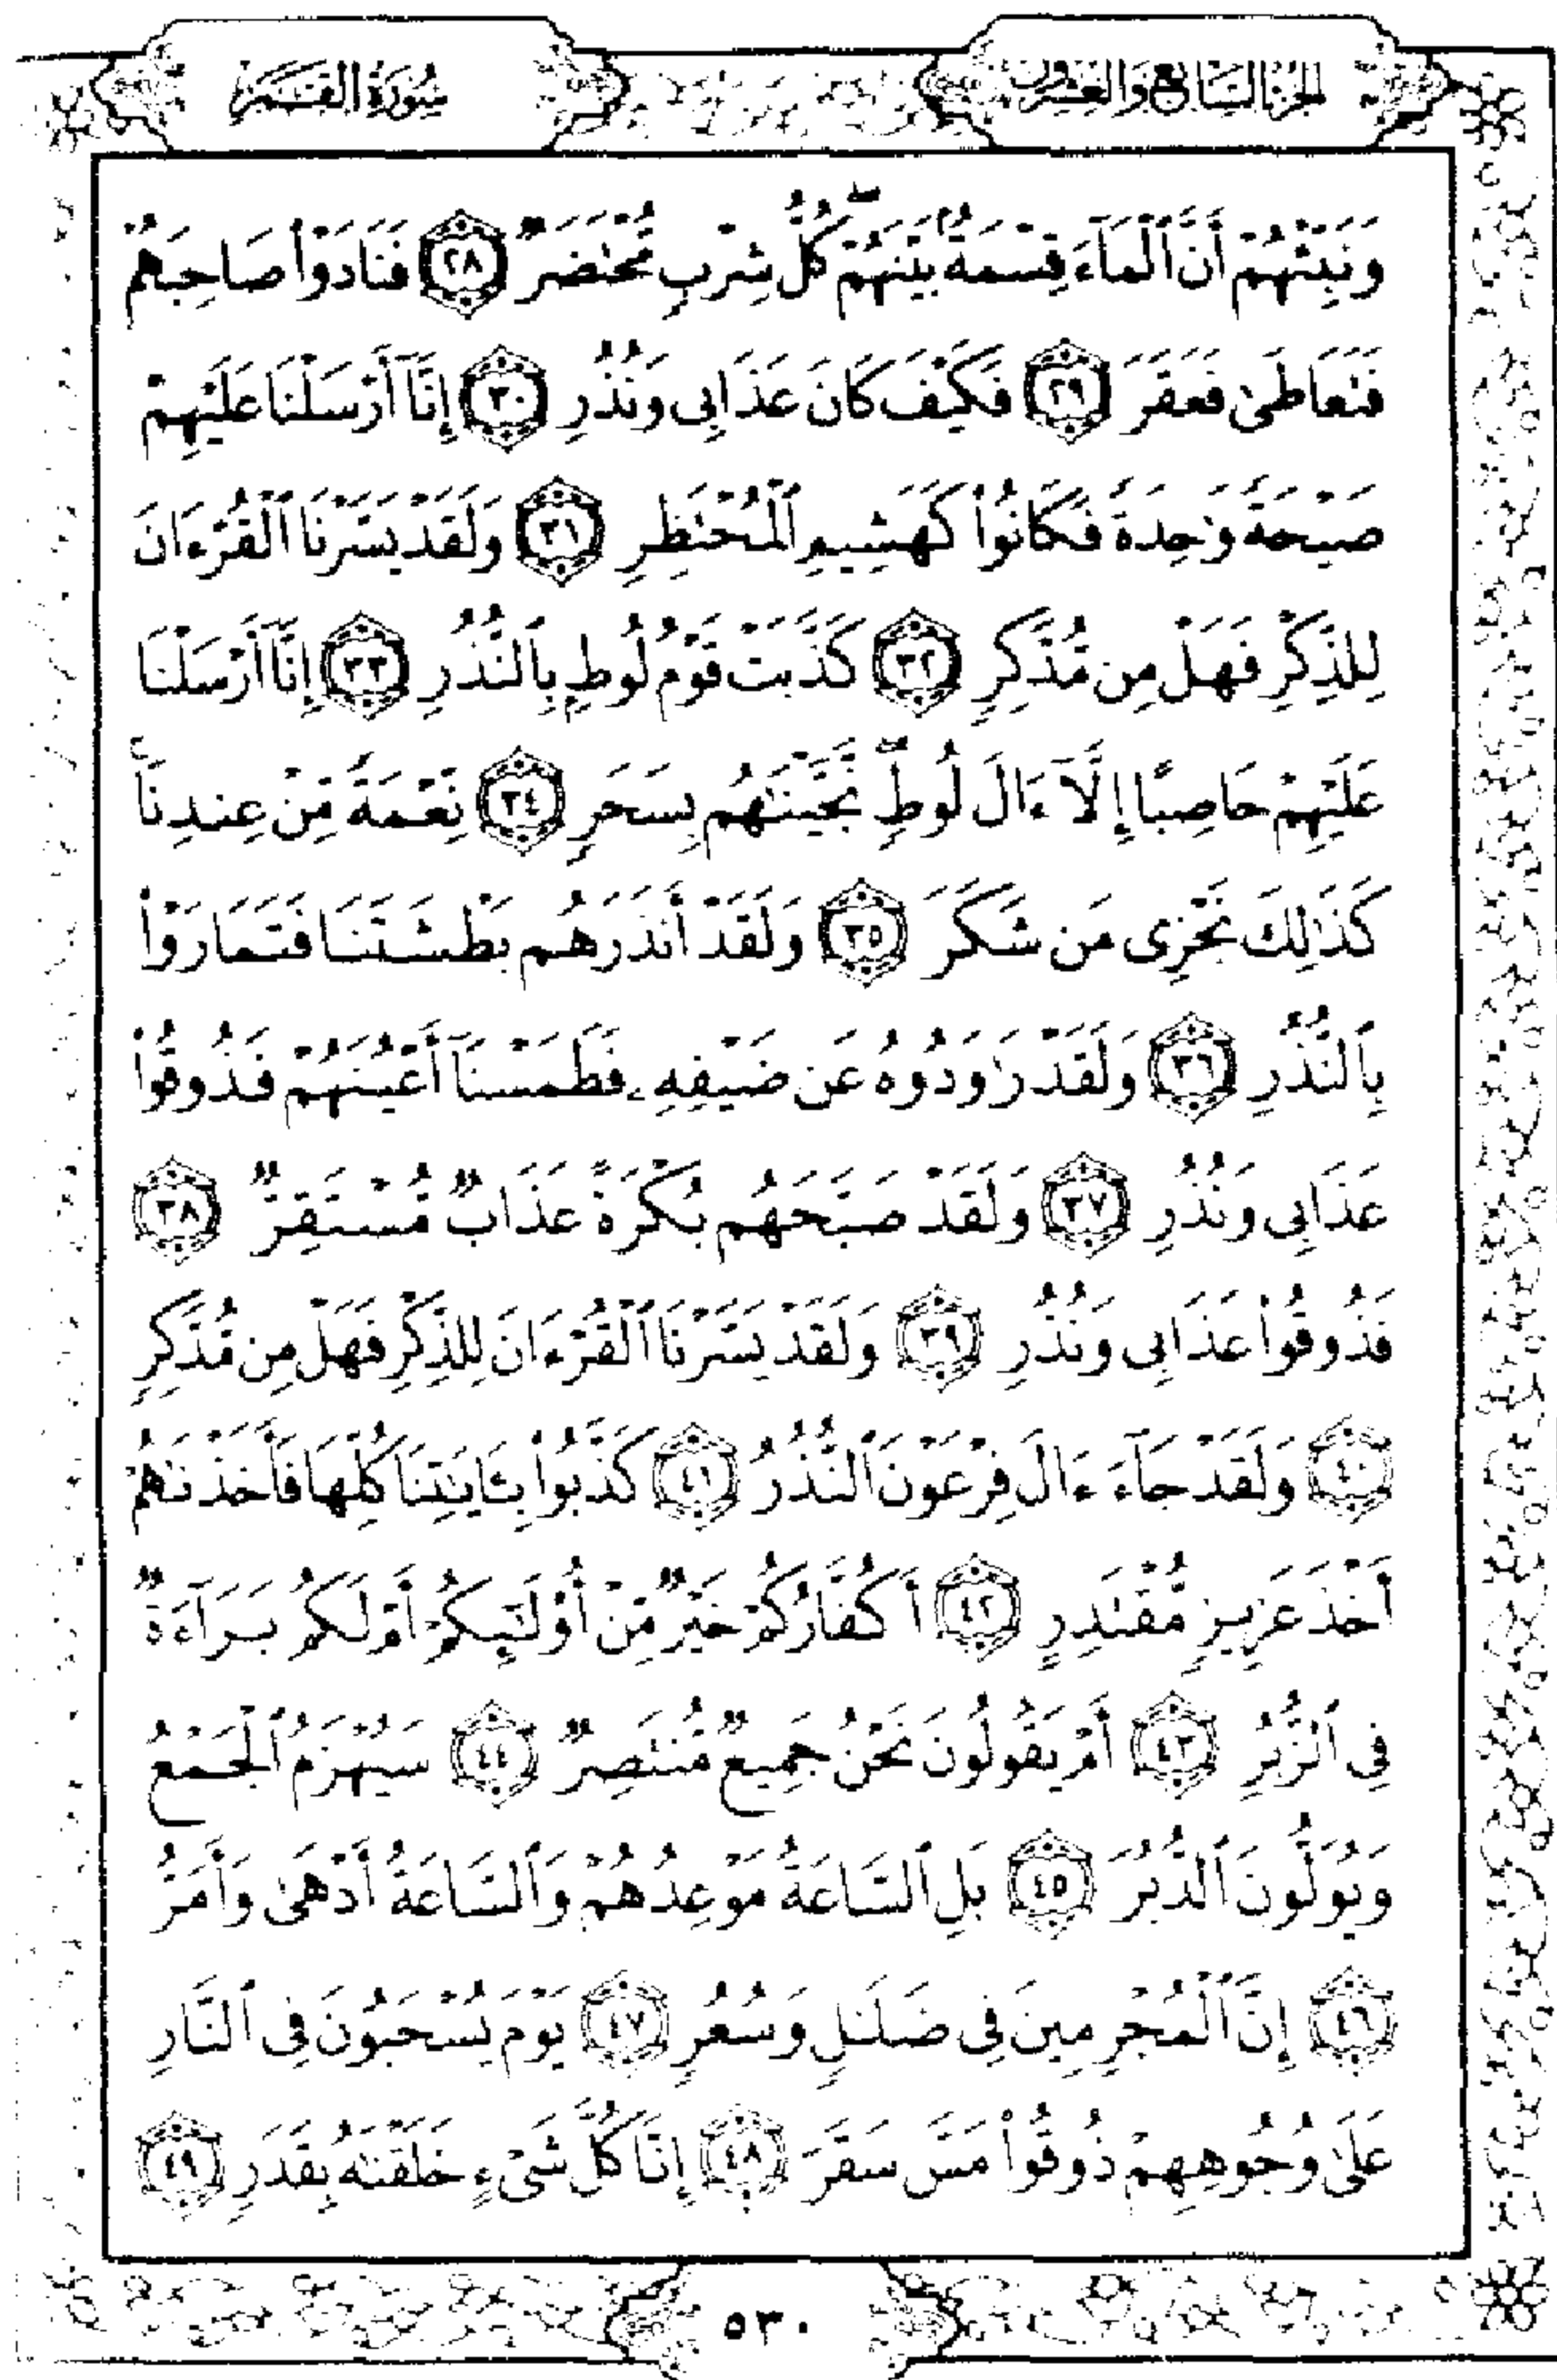 الجزء السابع والعشرون
سورة القمر
وَنَبِّئْهُمْ أَنَّ ٱلْمَآءَ قِسْمَةٌۢ بَيْنَهُمْ ۖ كُلُّ شِرْبٍ مُّحْتَضَرٌ ﴿٢٨﴾ فَنَادَوْا۟ صَاحِبَهُمْ
فَتَعَاطَىٰ فَعَقَرَ ﴿٢٩﴾ فَكَيْفَ كَانَ عَذَابِى وَنُذُرِ ﴿٣٠﴾ إِنَّآ أَرْسَلْنَا عَلَيْهِمْ
صَيْحَةً وَٰحِدَةً فَكَانُوا۟ كَهَشِيمِ ٱلْمُحْتَظِرِ ﴿٣١﴾ وَلَقَدْ يَسَّرْنَا ٱلْقُرْءَانَ
لِلذِّكْرِ فَهَلْ مِن مُّدَّكِرٍ ﴿٣٢﴾ كَذَّبَتْ قَوْمُ لُوطٍۭ بِٱلنُّذُرِ ﴿٣٣﴾ إِنَّآ أَرْسَلْنَا
عَلَيْهِمْ حَاصِبًا إِلَّآ ءَالَ لُوطٍ ۖ نَّجَّيْنَٰهُم بِسَحَرٍ ﴿٣٤﴾ نِّعْمَةً مِّنْ عِندِنَا ۚ
كَذَٰلِكَ نَجْزِى مَن شَكَرَ ﴿٣٥﴾ وَلَقَدْ أَنذَرَهُم بَطْشَتَنَا فَتَمَارَوْا۟
بِٱلنُّذُرِ ﴿٣٦﴾ وَلَقَدْ رَٰوَدُوهُ عَن ضَيْفِهِۦ فَطَمَسْنَآ أَعْيُنَهُمْ فَذُوقُوا۟
عَذَابِى وَنُذُرِ ﴿٣٧﴾ وَلَقَدْ صَبَّحَهُم بُكْرَةً عَذَابٌ مُّسْتَقِرٌّ ﴿٣٨﴾
فَذُوقُوا۟ عَذَابِى وَنُذُرِ ﴿٣٩﴾ وَلَقَدْ يَسَّرْنَا ٱلْقُرْءَانَ لِلذِّكْرِ فَهَلْ مِن مُّدَّكِرٍ
﴿٤٠﴾ وَلَقَدْ جَآءَ ءَالَ فِرْعَوْنَ ٱلنُّذُرُ ﴿٤١﴾ كَذَّبُوا۟ بِـَٔايَٰتِنَا كُلِّهَا فَأَخَذْنَٰهُمْ
أَخْذَ عَزِيزٍ مُّقْتَدِرٍ ﴿٤٢﴾ أَكُفَّارُكُمْ خَيْرٌ مِّنْ أُو۟لَٰٓئِكُمْ أَمْ لَكُم بَرَآءَةٌ
فِى ٱلزُّبُرِ ﴿٤٣﴾ أَمْ يَقُولُونَ نَحْنُ جَمِيعٌ مُّنتَصِرٌ ﴿٤٤﴾ سَيُهْزَمُ ٱلْجَمْعُ
وَيُوَلُّونَ ٱلدُّبُرَ ﴿٤٥﴾ بَلِ ٱلسَّاعَةُ مَوْعِدُهُمْ وَٱلسَّاعَةُ أَدْهَىٰ وَأَمَرُّ
﴿٤٦﴾ إِنَّ ٱلْمُجْرِمِينَ فِى ضَلَٰلٍ وَسُعُرٍ ﴿٤٧﴾ يَوْمَ يُسْحَبُونَ فِى ٱلنَّارِ
عَلَىٰ وُجُوهِهِمْ ذُوقُوا۟ مَسَّ سَقَرَ ﴿٤٨﴾ إِنَّا كُلَّ شَىْءٍ خَلَقْنَٰهُ بِقَدَرٍ ﴿٤٩﴾
٥٣٠